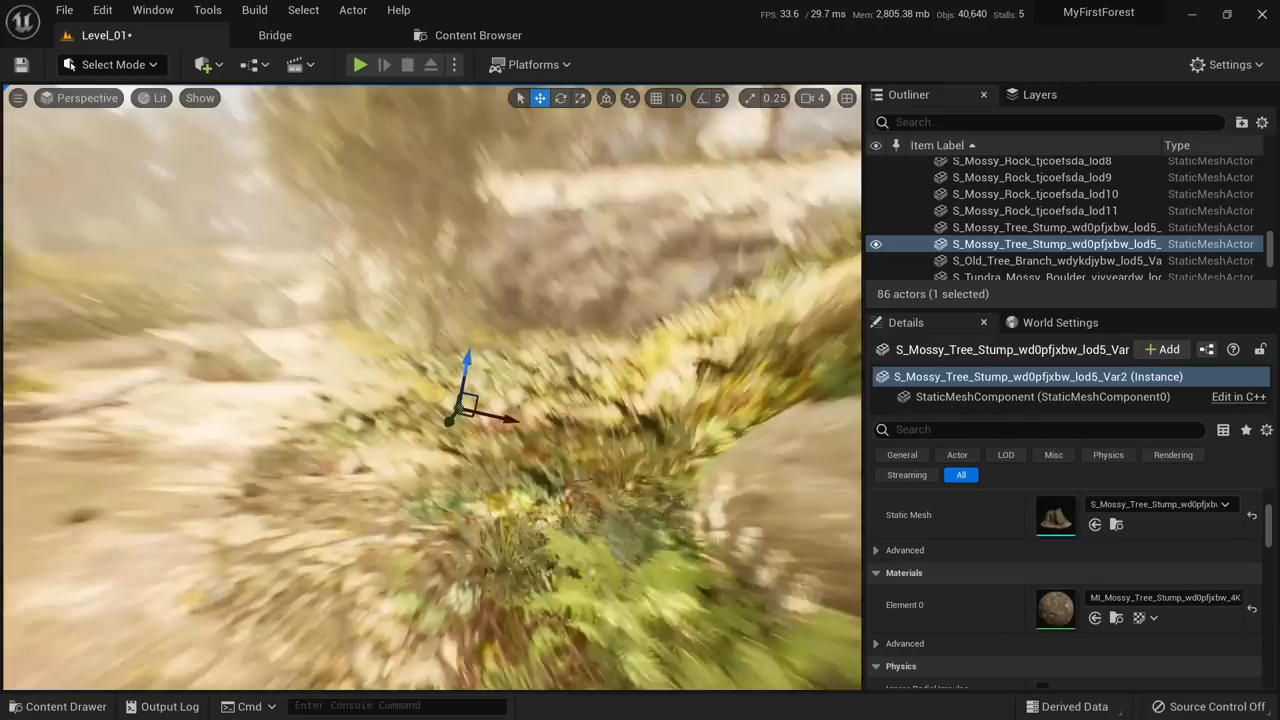 File Edit Window Tools Build Select Actor Help
FPS: 33.6 / 29.7 ms Mem: 2,805.38 mb Objs: 40,640 Stalls: 5
MyFirstForest
Level_01•
Bridge
Content Browser
Select Mode
Platforms
Settings
Perspective
Lit
Show
10
5°
0.25
4
Outliner
Layers
Search...
Item Label
Type
S_Mossy_Rock_tjcoefsda_lod8 StaticMeshActor
S_Mossy_Rock_tjcoefsda_lod9 StaticMeshActor
S_Mossy_Rock_tjcoefsda_lod10 StaticMeshActor
S_Mossy_Rock_tjcoefsda_lod11 StaticMeshActor
S_Mossy_Tree_Stump_wd0pfjxbw_lod5_ StaticMeshActor
S_Mossy_Tree_Stump_wd0pfjxbw_lod5_ StaticMeshActor
S_Old_Tree_Branch_wdykdjybw_lod5_Va StaticMeshActor
StaticMeshActor
86 actors (1 selected)
Details
World Settings
S_Mossy_Tree_Stump_wd0pfjxbw_lod5_Var
+ Add
S_Mossy_Tree_Stump_wd0pfjxbw_lod5_Var2 (Instance)
StaticMeshComponent (StaticMeshComponent0)
Edit in C++
Search
General
Actor
LOD
Misc
Physics
Rendering
Streaming
All
Static Mesh
S_Mossy_Tree_Stump_wd0pfjxb
Advanced
Materials
Element 0
MI_Mossy_Tree_Stump_wd0pfjxbw_4K
Advanced
Physics
Content Drawer
Output Log
Cmd
Enter Console Command
Derived Data
Source Control Off